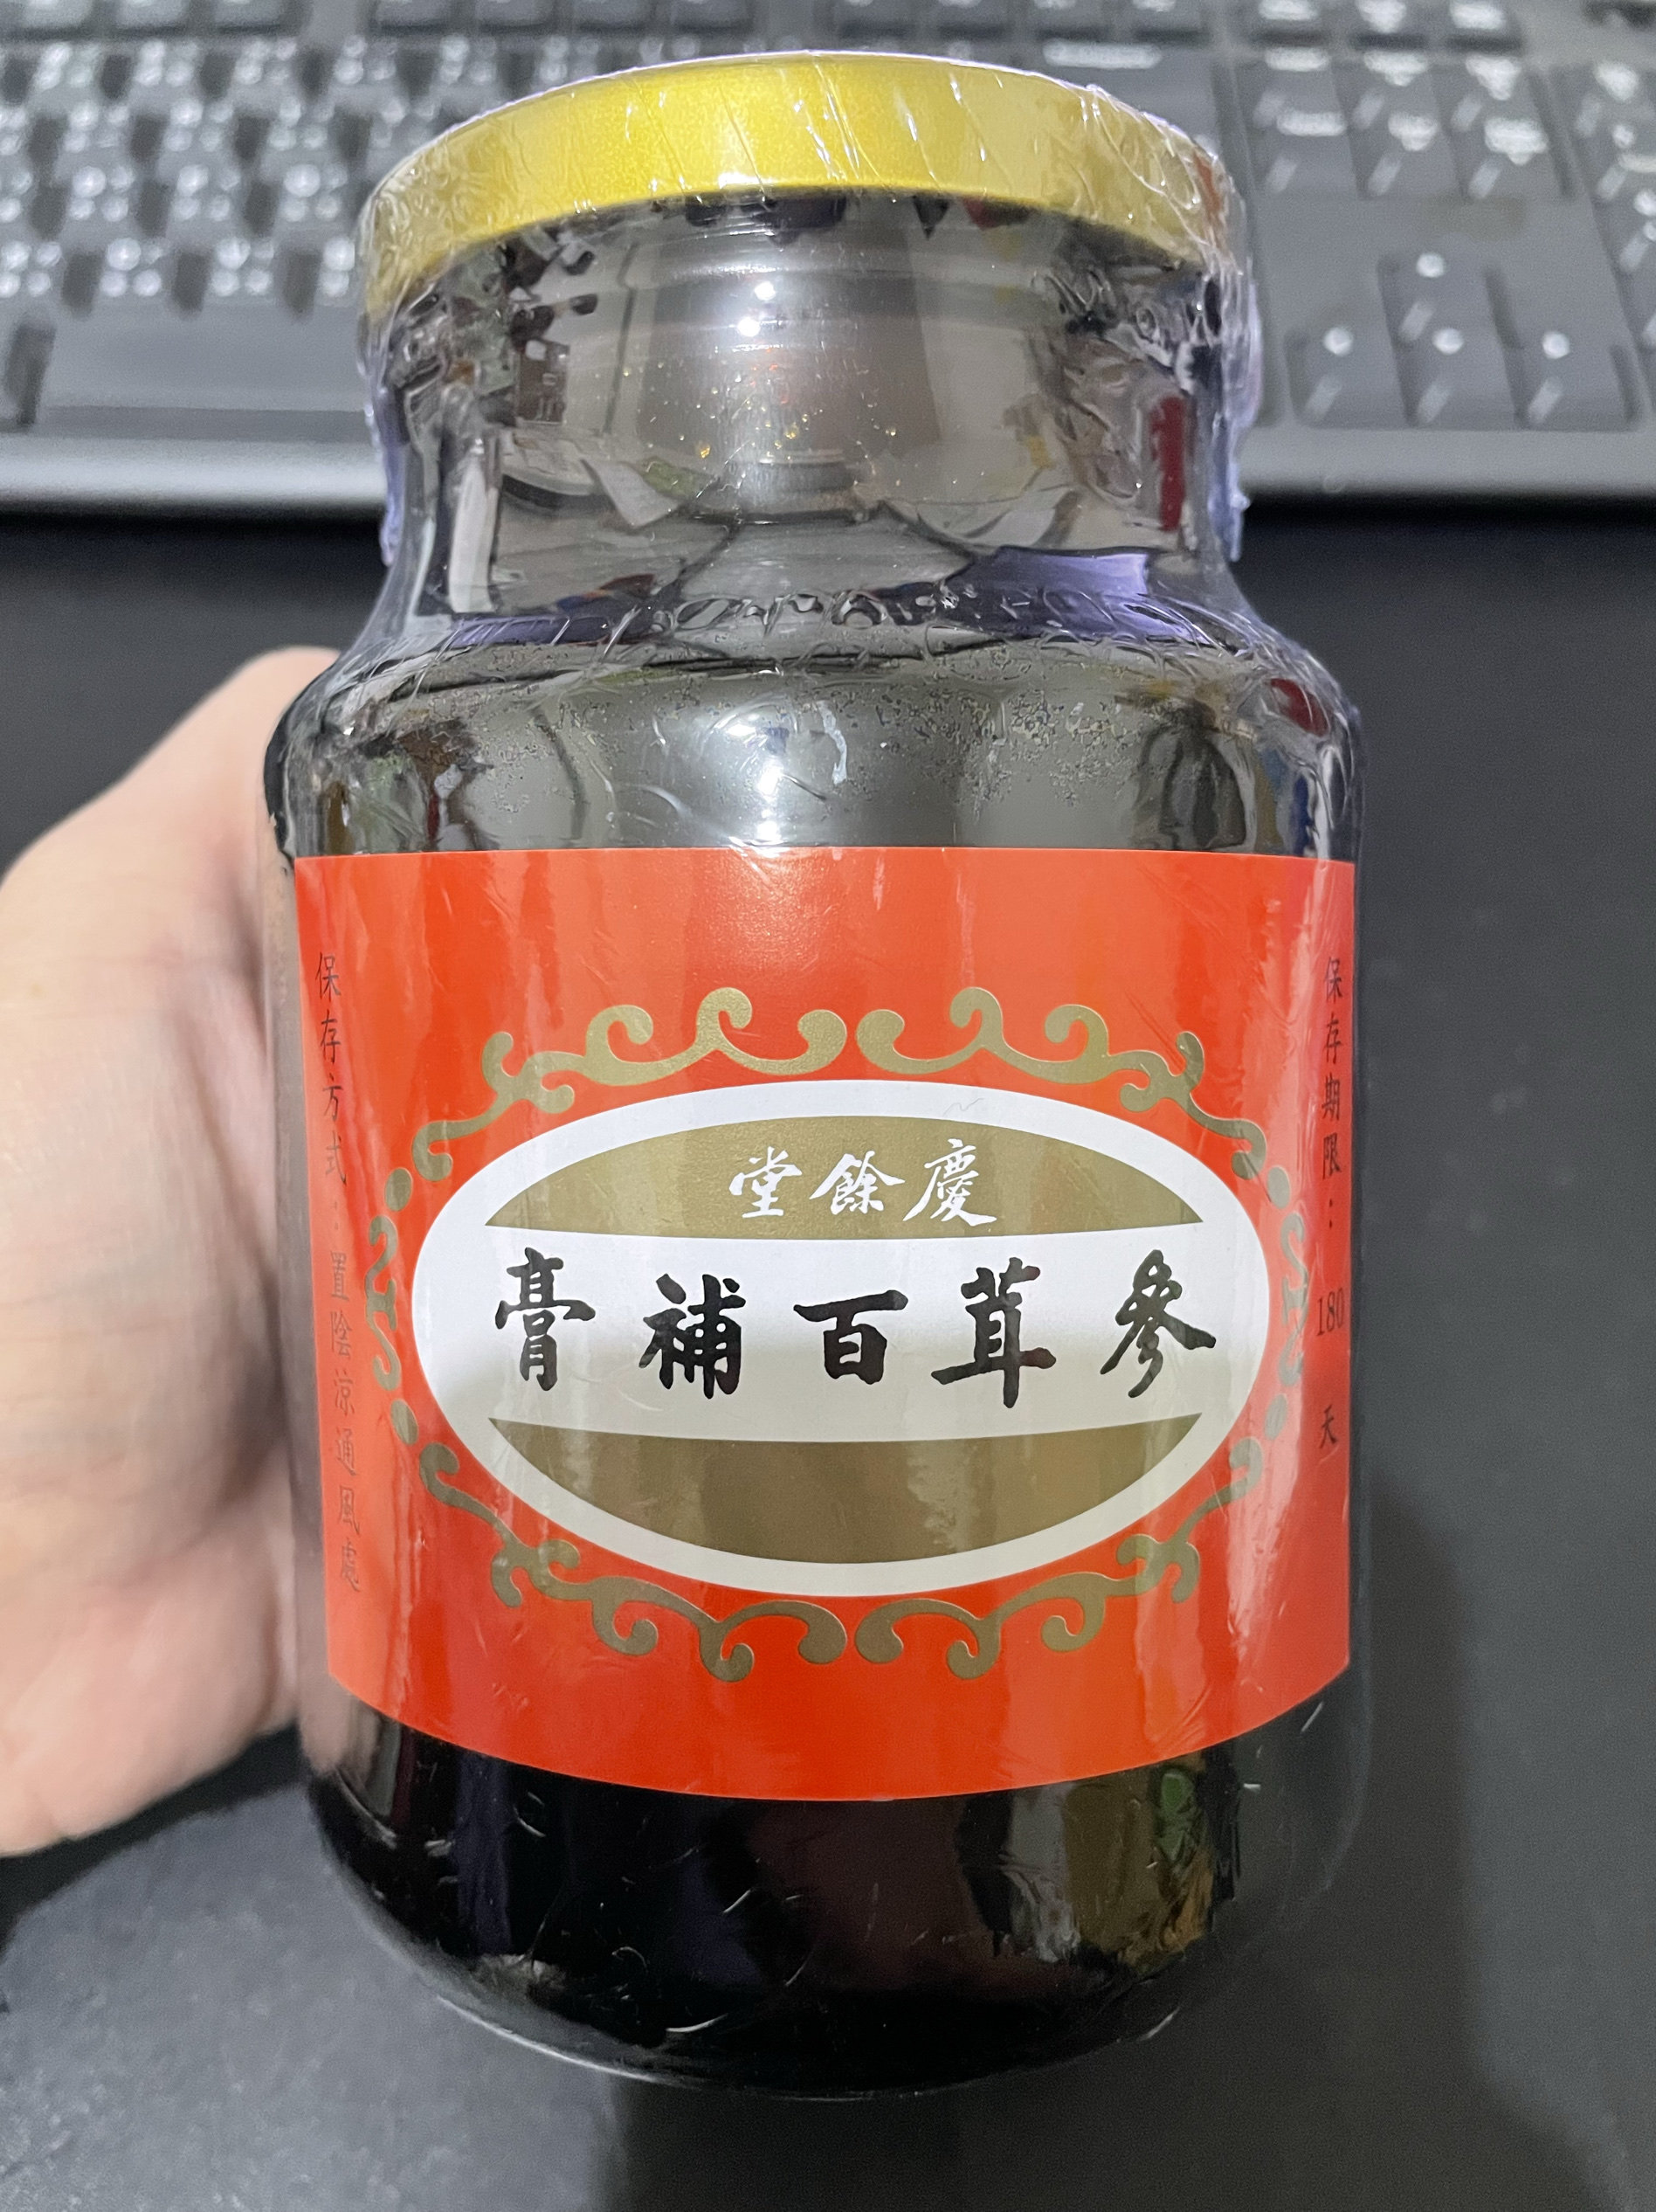 慶餘堂
參茸百補膏
保存期限：180天
保存方式：置陰涼通風處